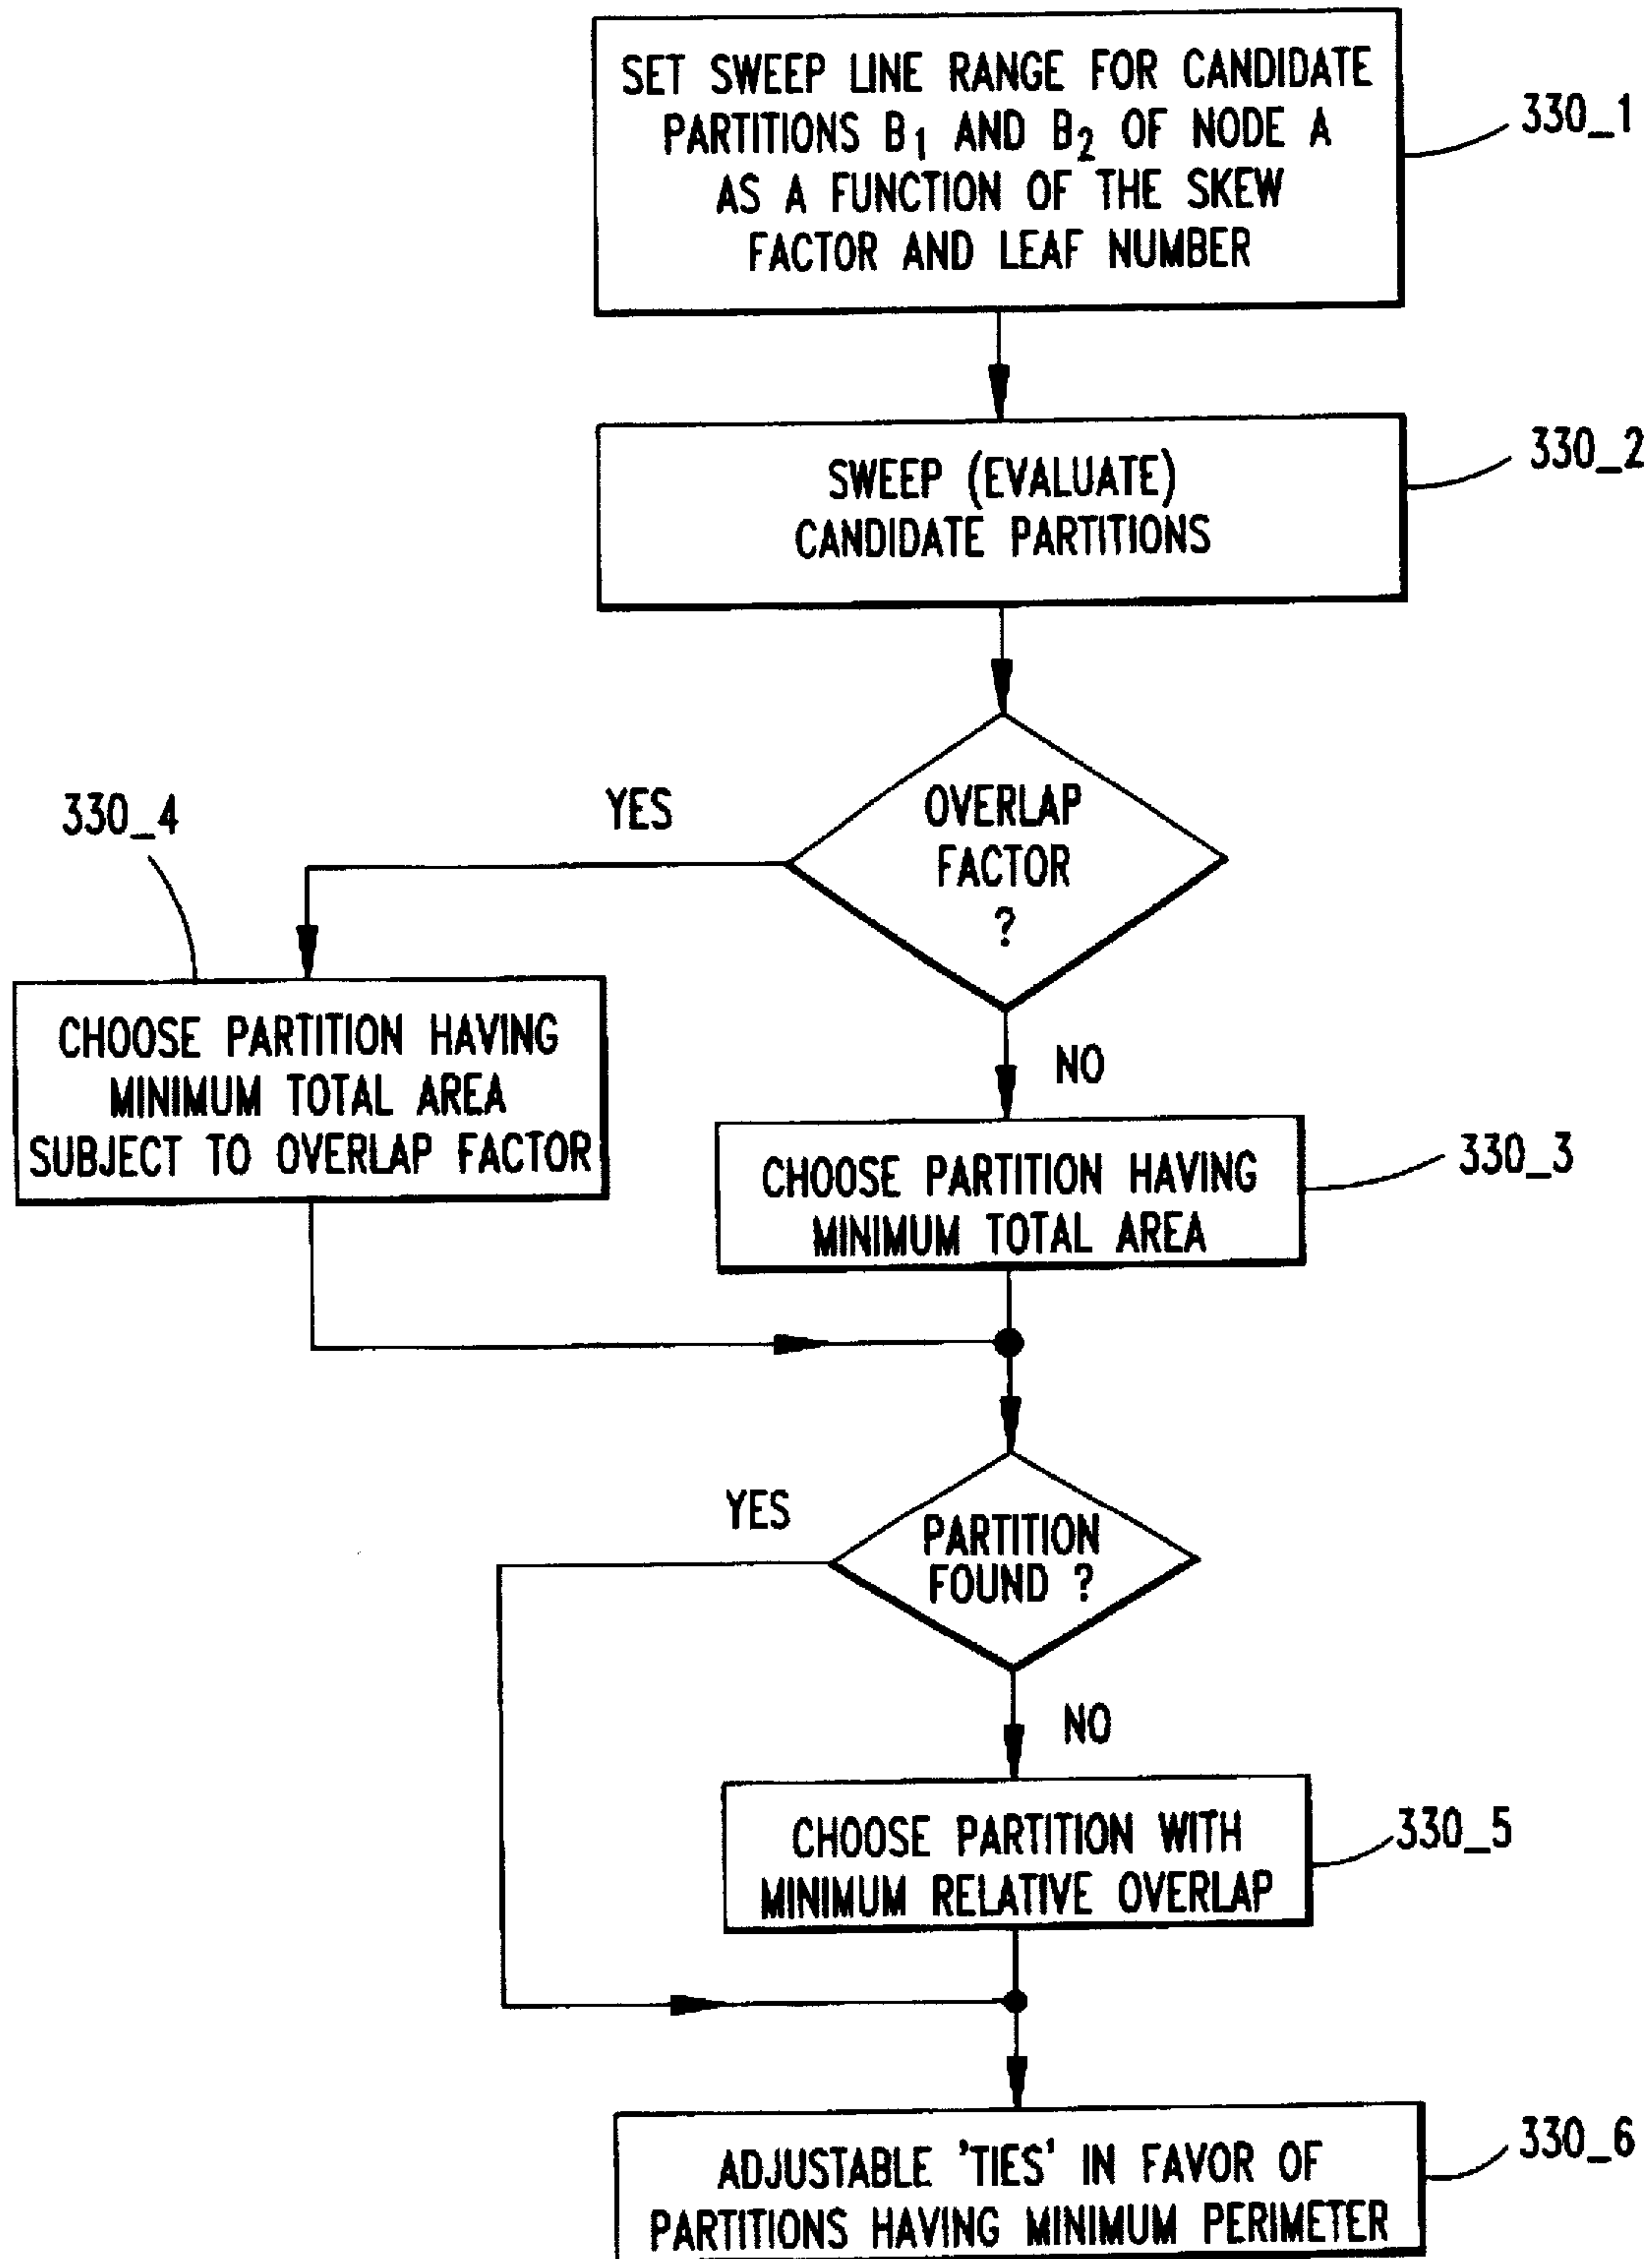 SET SWEEP LINE RANGE FOR CANDIDATE
PARTITIONS B1 AND B2 OF NODE A
AS A FUNCTION OF THE SKEW
FACTOR AND LEAF NUMBER
330_1
SWEEP (EVALUATE)
CANDIDATE PARTITIONS
330_2
OVERLAP
FACTOR
?
YES
NO
330_4
CHOOSE PARTITION HAVING
MINIMUM TOTAL AREA
SUBJECT TO OVERLAP FACTOR
CHOOSE PARTITION HAVING
MINIMUM TOTAL AREA
330_3
PARTITION
FOUND ?
YES
NO
CHOOSE PARTITION WITH
MINIMUM RELATIVE OVERLAP
330_5
ADJUSTABLE 'TIES' IN FAVOR OF
PARTITIONS HAVING MINIMUM PERIMETER
330_6